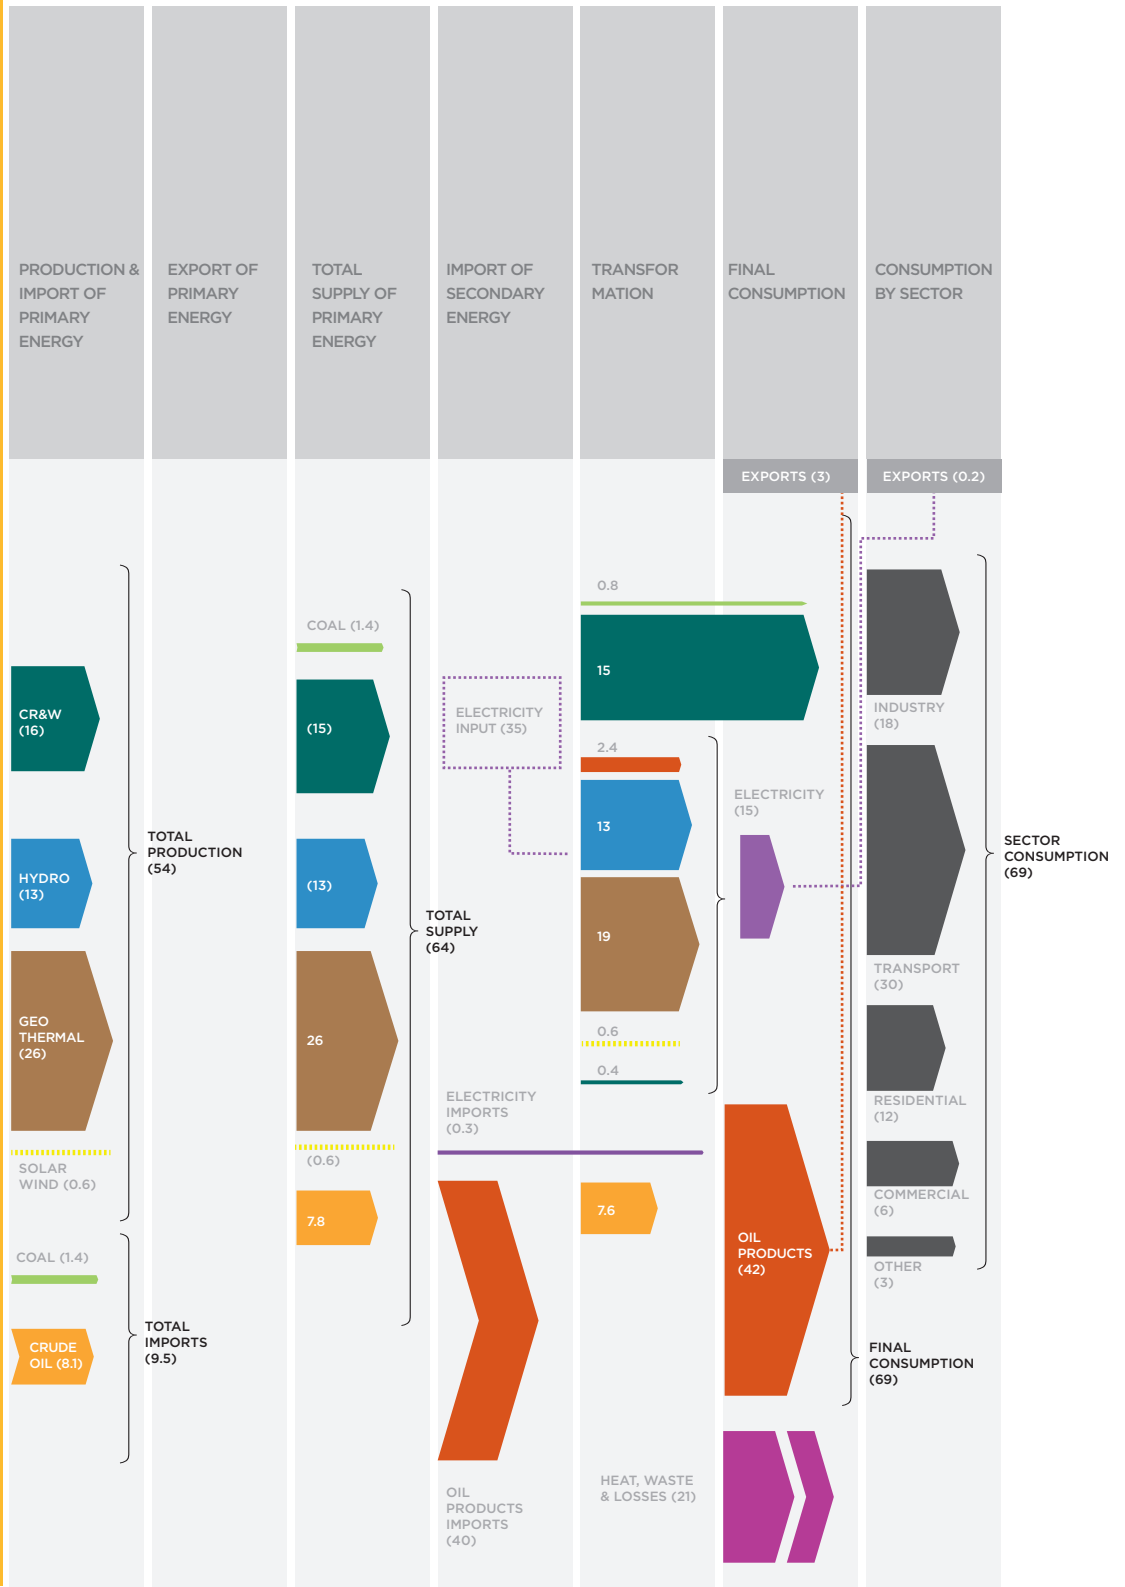 PRODUCTION &
IMPORT OF
PRIMARY
ENERGY
EXPORT OF
PRIMARY
ENERGY
TOTAL
SUPPLY OF
PRIMARY
ENERGY
IMPORT OF
SECONDARY
ENERGY
TRANSFOR
MATION
FINAL
CONSUMPTION
CONSUMPTION
BY SECTOR
EXPORTS (3)
EXPORTS (0.2)
CR&W
(16)
HYDRO
(13)
GEO
THERMAL
(26)
SOLAR
WIND (0.6)
COAL (1.4)
CRUDE
OIL (8.1)
TOTAL
PRODUCTION
(54)
TOTAL
IMPORTS
(9.5)
COAL (1.4)
(15)
(13)
26
(0.6)
7.8
TOTAL
SUPPLY
(64)
ELECTRICITY
INPUT (35)
ELECTRICITY
IMPORTS
(0.3)
OIL
PRODUCTS
IMPORTS
(40)
0.8
15
2.4
13
19
0.6
0.4
7.6
HEAT, WASTE
& LOSSES (21)
ELECTRICITY
(15)
OIL
PRODUCTS
(42)
FINAL
CONSUMPTION
(69)
INDUSTRY
(18)
TRANSPORT
(30)
RESIDENTIAL
(12)
COMMERCIAL
(6)
OTHER
(3)
SECTOR
CONSUMPTION
(69)